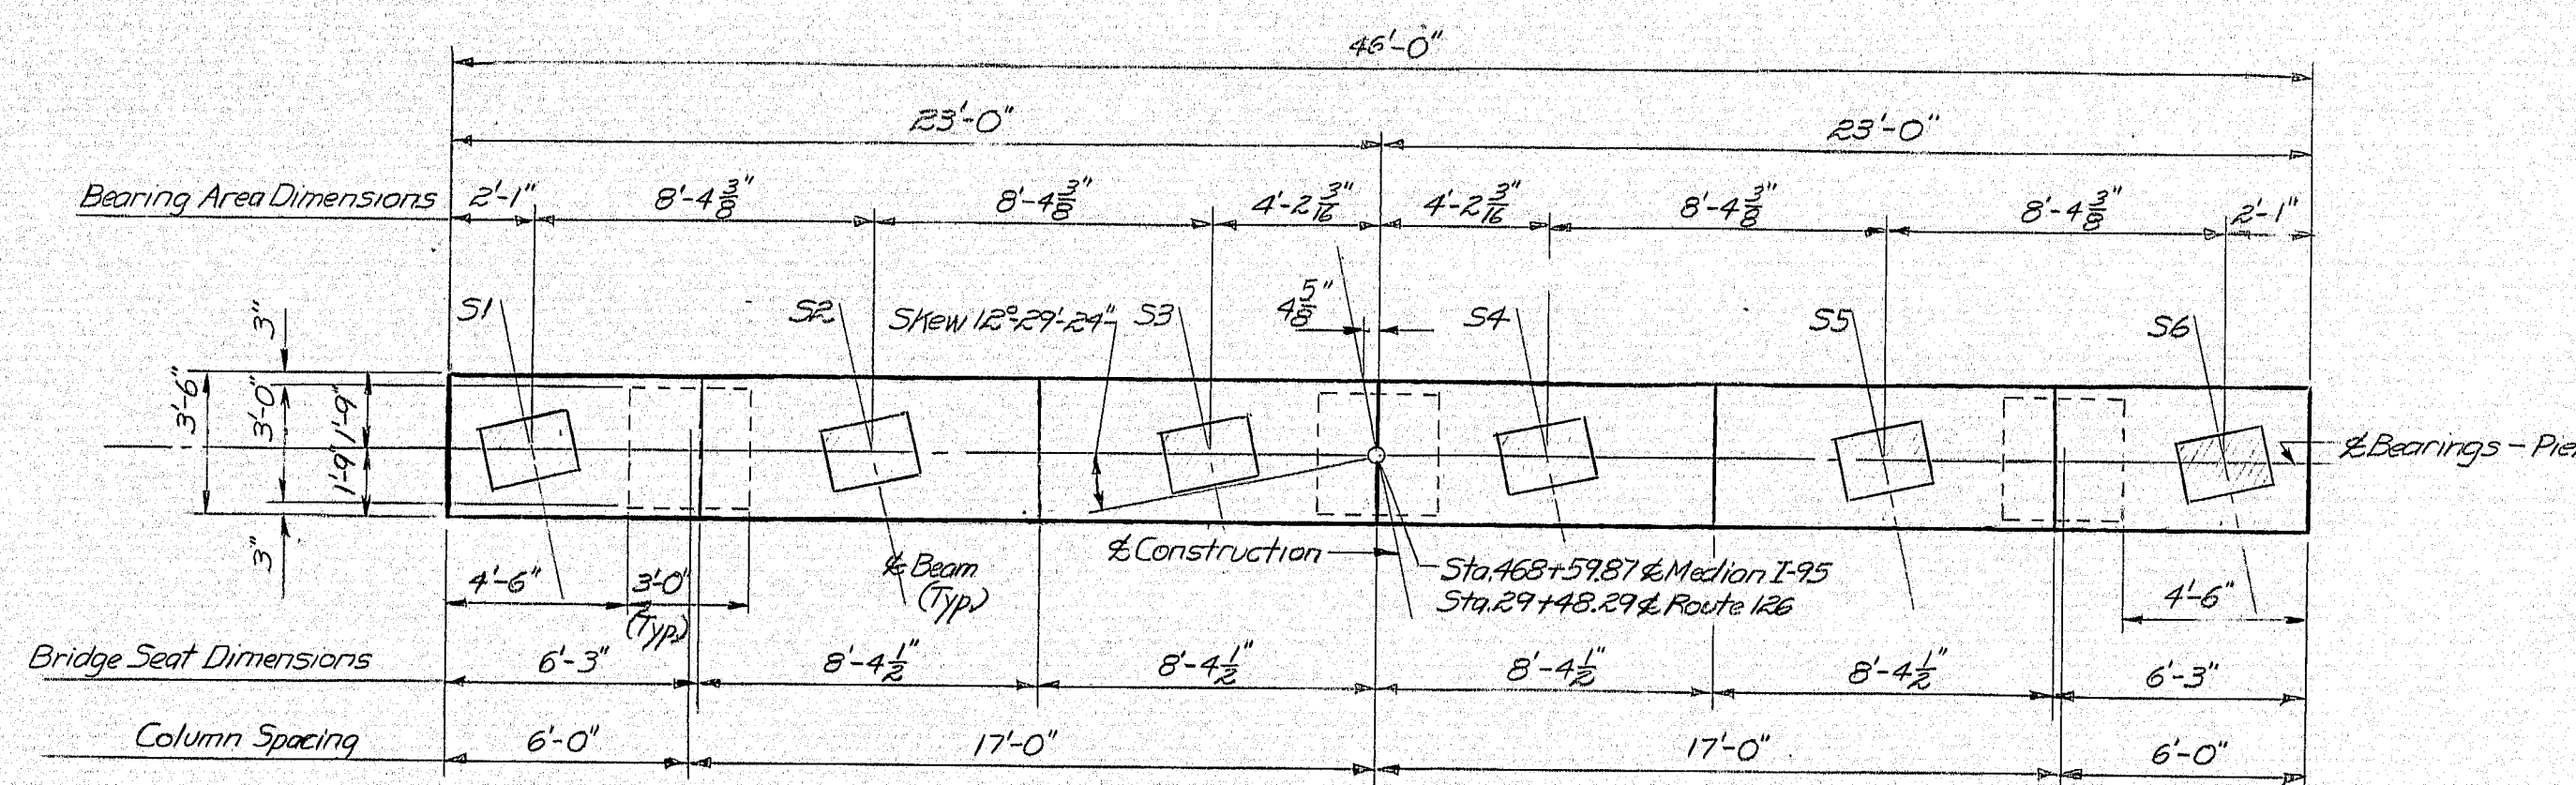 46'-0"
23'-0" 23'-0"
Bearing Area Dimensions 2'-1" 8'-4 3/8" 8'-4 3/8" 4'-2 3/16" 4'-2 3/16" 8'-4 3/8" 8'-4 3/8" 2'-1"
S1 S2 Skew 12°-29'-24" S3 4 5/8" S4 S5 S6
3"
3'-6" 3'-0" 1'-9" 1'-9"
3"
℄ Bearings - Pier
℄ Construction
℄ Beam
(Typ.)
Sta. 468+59.87 ℄ Median I-95
Sta. 29+48.29 ℄ Route 126
4'-6" 3'-0" 4'-6"
(Typ.)
Bridge Seat Dimensions 6'-3" 8'-4 1/2" 8'-4 1/2" 8'-4 1/2" 8'-4 1/2" 6'-3"
Column Spacing 6'-0" 17'-0" 17'-0" 6'-0"